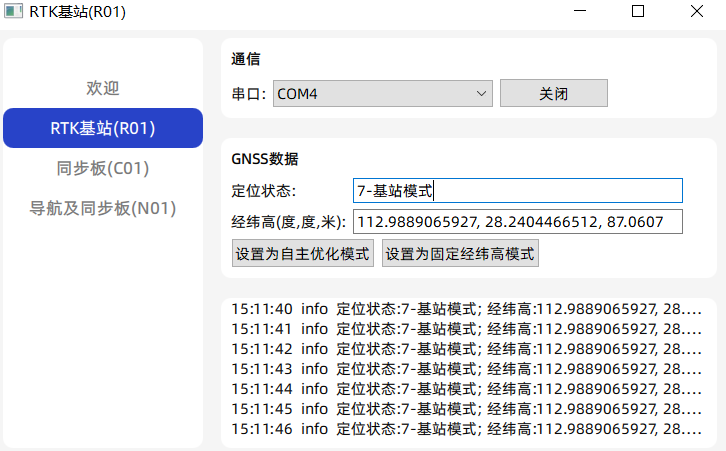 RTK基站(R01)
欢迎
RTK基站(R01)
同步板(C01)
导航及同步板(N01)
通信
串口: COM4 关闭
GNSS数据
定位状态: 7-基站模式
经纬高(度,度,米): 112.9889065927, 28.2404466512, 87.0607
设置为自主优化模式 设置为固定经纬高模式
15:11:40 info 定位状态:7-基站模式; 经纬高:112.9889065927, 28....
15:11:41 info 定位状态:7-基站模式; 经纬高:112.9889065927, 28....
15:11:42 info 定位状态:7-基站模式; 经纬高:112.9889065927, 28....
15:11:43 info 定位状态:7-基站模式; 经纬高:112.9889065927, 28....
15:11:44 info 定位状态:7-基站模式; 经纬高:112.9889065927, 28....
15:11:45 info 定位状态:7-基站模式; 经纬高:112.9889065927, 28....
15:11:46 info 定位状态:7-基站模式; 经纬高:112.9889065927, 28....